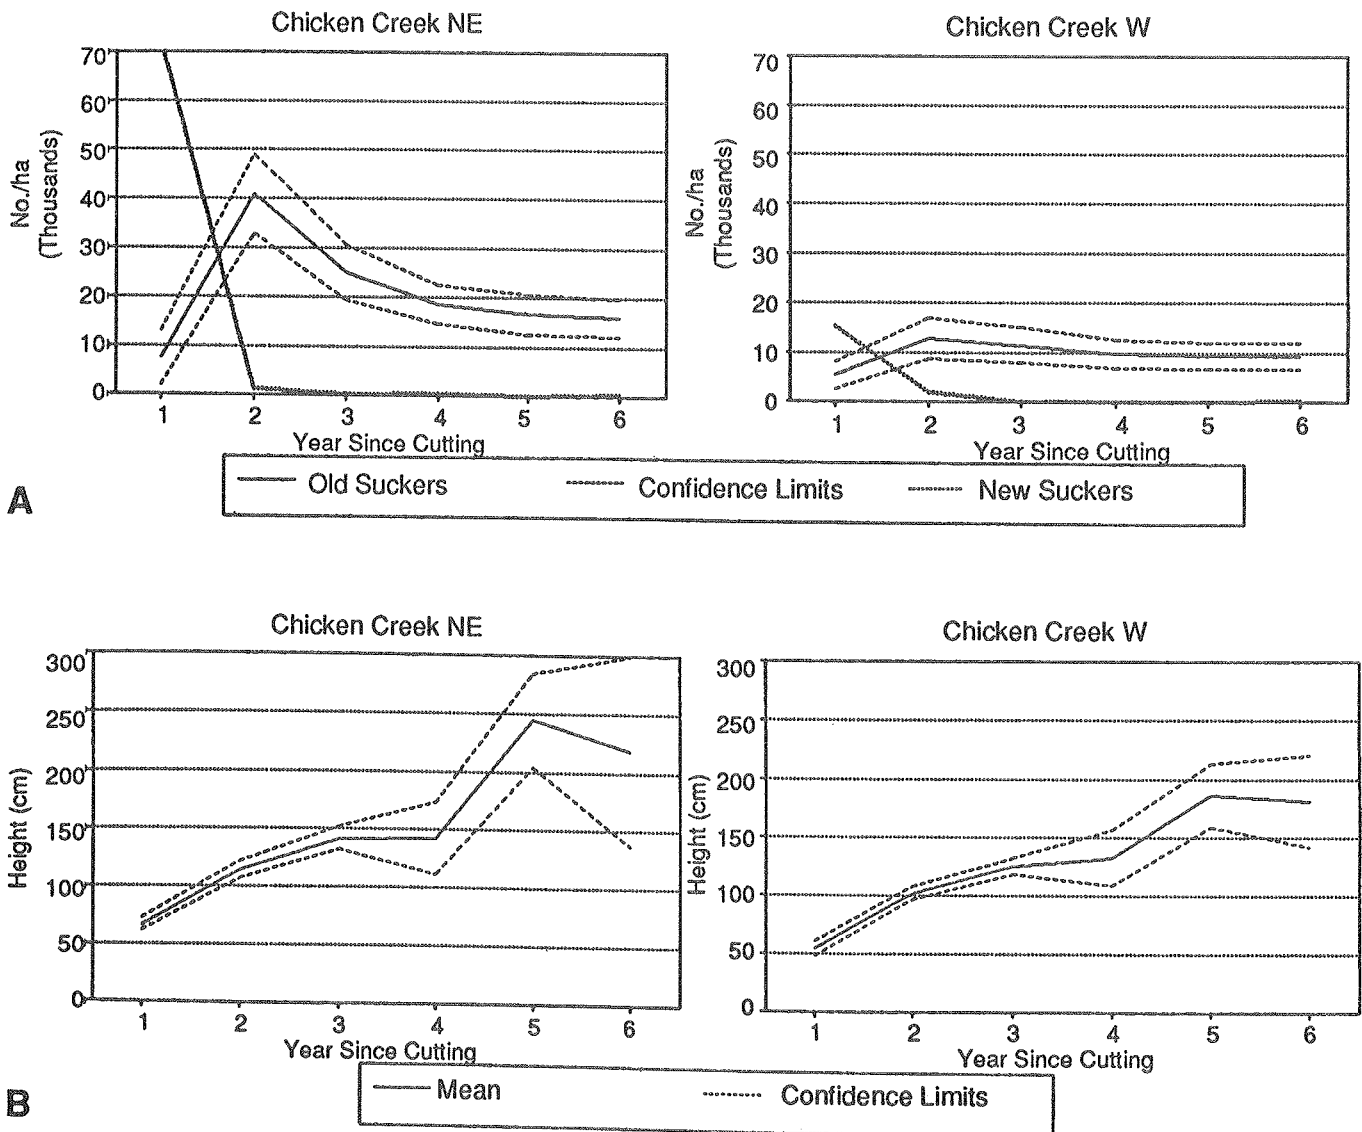 Chicken Creek NE
70
60
50
40
30
20
10
0
No./ha
(Thousands)
1 2 3 4 5 6
Year Since Cutting
Chicken Creek W
70
60
50
40
30
20
10
0
No./ha
(Thousands)
1 2 3 4 5 6
Year Since Cutting
Old Suckers Confidence Limits New Suckers
A
Chicken Creek NE
300
250
200
150
100
50
0
Height (cm)
1 2 3 4 5 6
Year Since Cutting
Chicken Creek W
300
250
200
150
100
50
0
Height (cm)
1 2 3 4 5 6
Year Since Cutting
Mean Confidence Limits
B